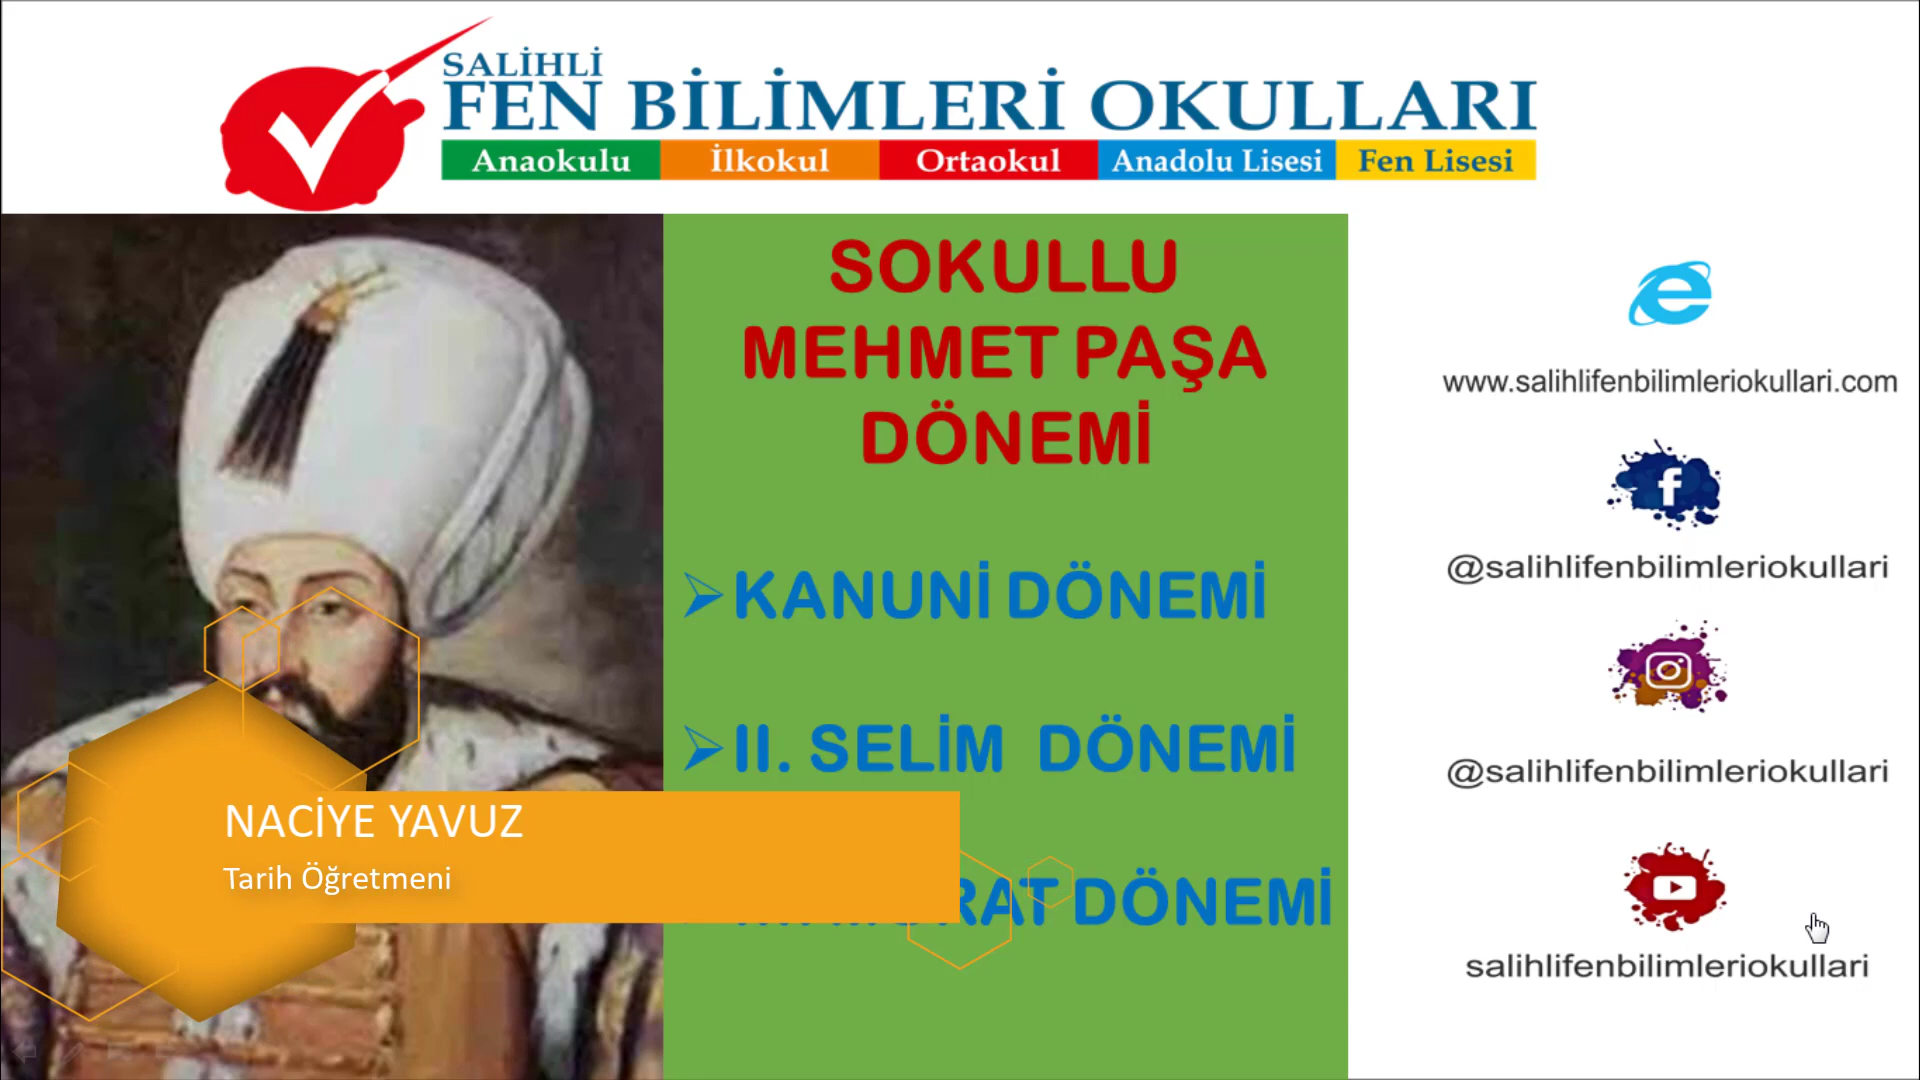 SALİHLİ
FEN BİLİMLERİ OKULLARI
Anaokulu İlkokul Ortaokul Anadolu Lisesi Fen Lisesi
SOKULLU
MEHMET PAŞA
DÖNEMİ
➢KANUNİ DÖNEMİ
➢II. SELİM DÖNEMİ
DÖNEMİ
NACİYE YAVUZ
Tarih Öğretmeni
www.salihlifenbilimleriokullari.com
@salihlifenbilimleriokullari
@salihlifenbilimleriokullari
salihlifenbilimleriokullari